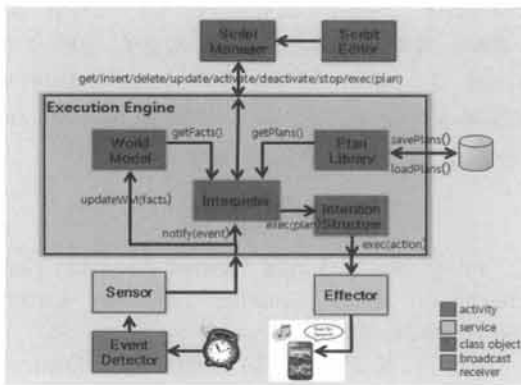 Script
Manager
Script
Editor
get/insert/delete/update/activate/deactivate/stop/exec(plan)
Execution Engine
World
Model
getFacts()
getPlans()
Plan
Library
savePlans()
loadPlans()
Interpreter
Intention
Structure
updateWM(facts)
exec(plan)
notify(event)
exec(action)
Sensor
Effector
Event
Detector
activity
service
class object
broadcast
receiver